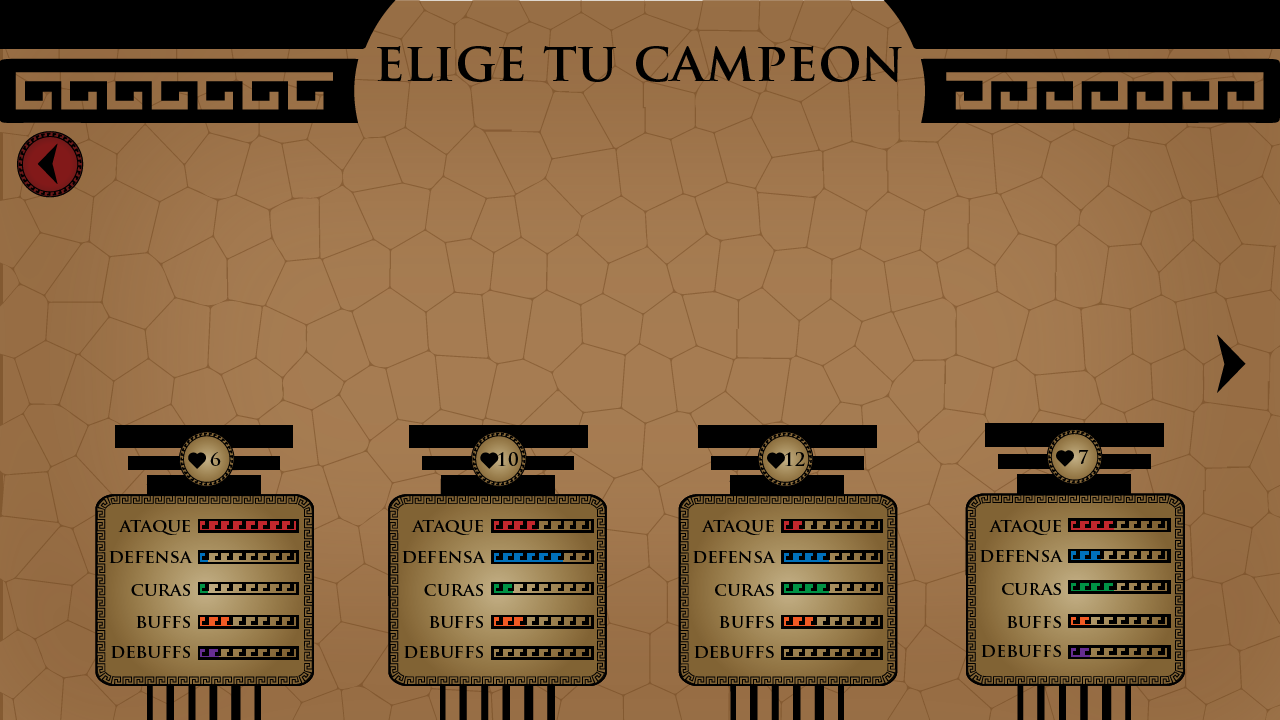 ELIGE TU CAMPEON
6
ATAQUE
DEFENSA
CURAS
BUFFS
DEBUFFS
10
ATAQUE
DEFENSA
CURAS
BUFFS
DEBUFFS
12
ATAQUE
DEFENSA
CURAS
BUFFS
DEBUFFS
7
ATAQUE
DEFENSA
CURAS
BUFFS
DEBUFFS